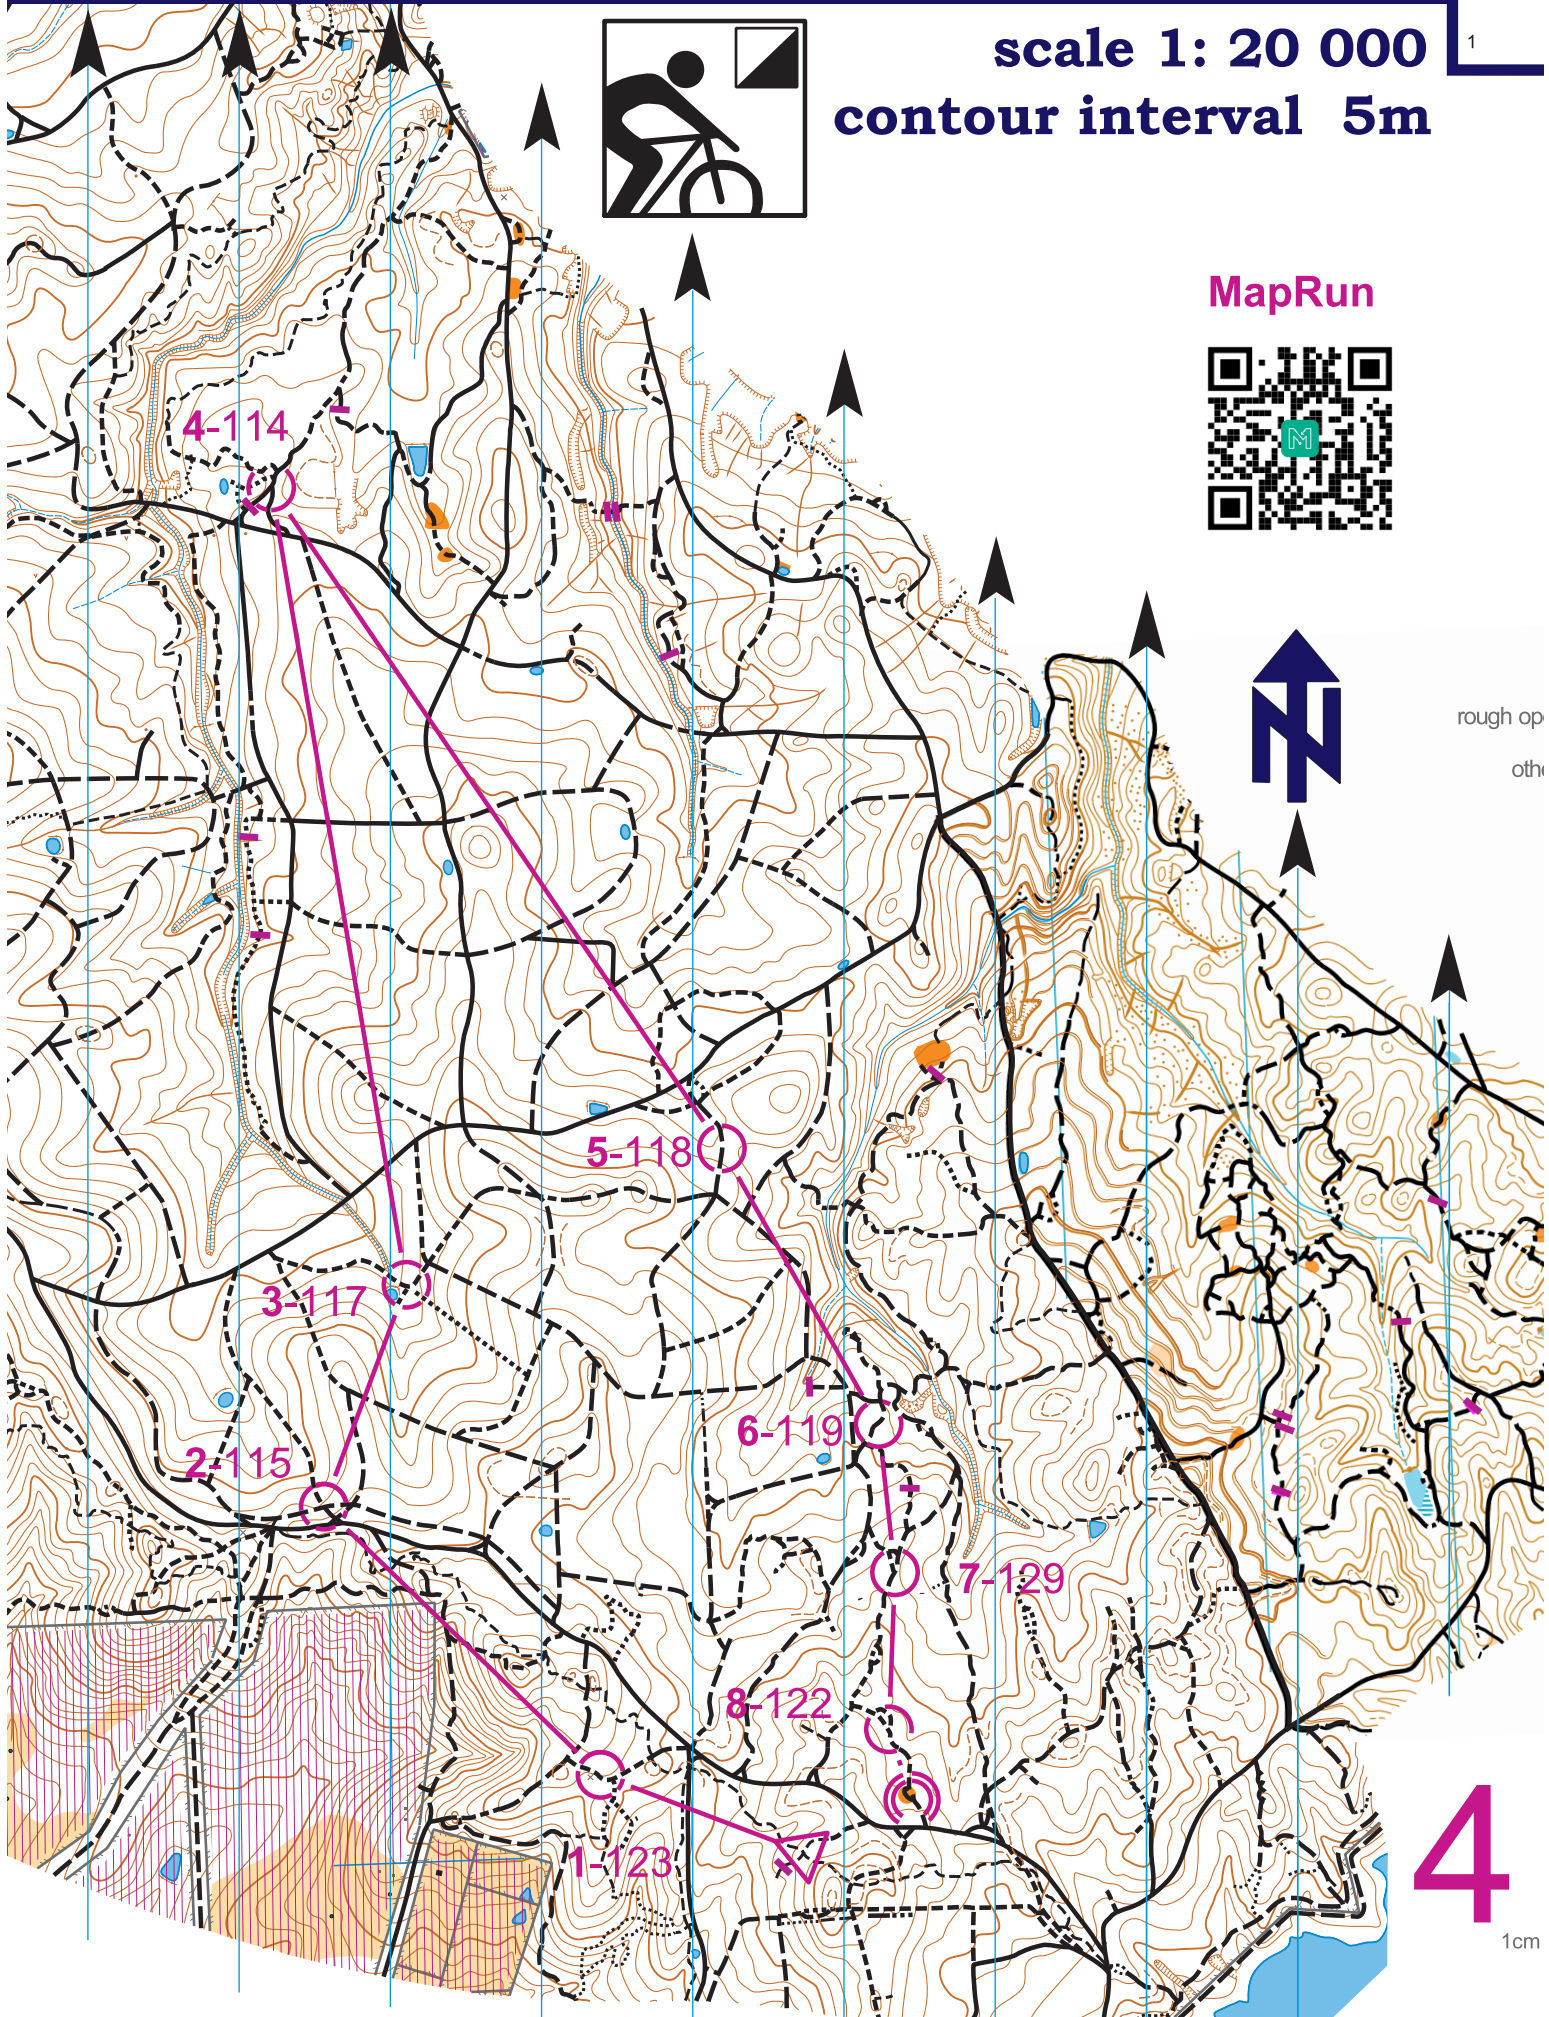 scale 1: 20 000
1
contour interval 5m
MapRun
M
N
rough op
othe
4-114
5-118
3-117
6-119
2-115
7-129
8-122
1-123
4
1cm